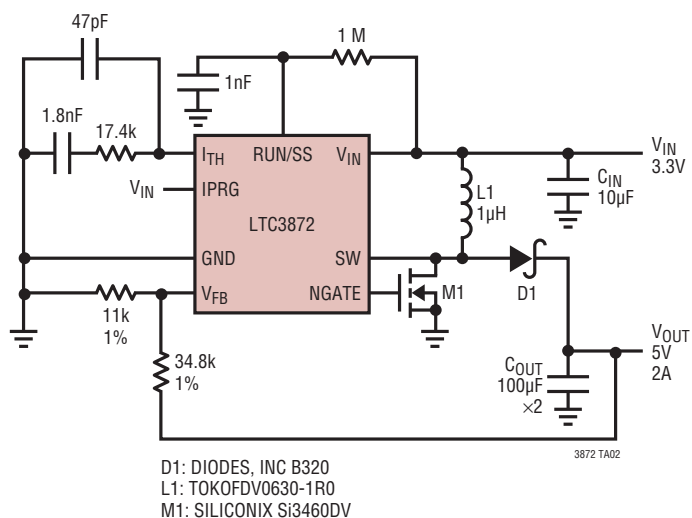 47pF
1 M
1nF
1.8nF
17.4k
ITH
RUN/SS
VIN
VIN
3.3V
CIN
10µF
L1
1µH
VIN
IPRG
LTC3872
GND
SW
D1
VFB
NGATE
M1
11k
1%
34.8k
1%
VOUT
5V
2A
COUT
100µF
×2
3872 TA02
D1: DIODES, INC B320
L1: TOKOFDV0630-1R0
M1: SILICONIX Si3460DV